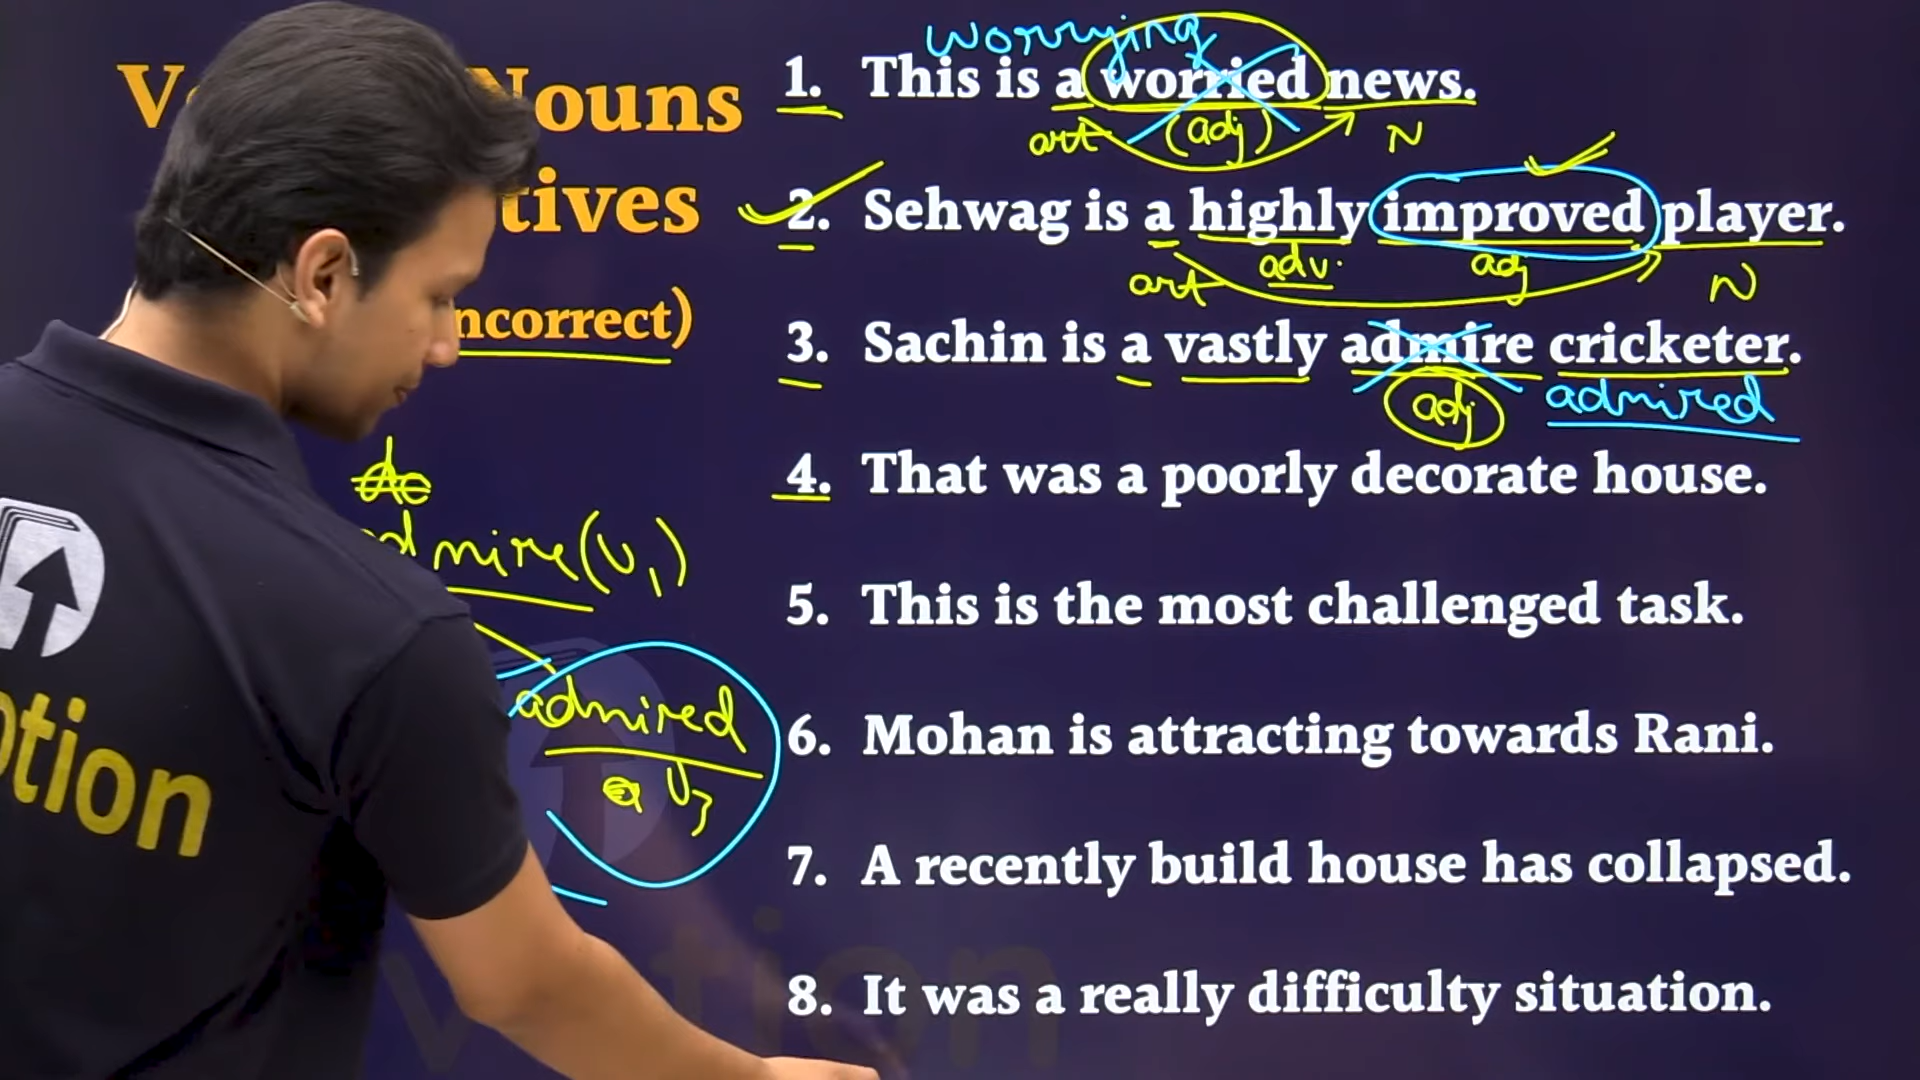 Nouns
tives
ncorrect)
worrying
1. This is a worried news.
art (adj) N
2. Sehwag is a highly improved player.
art adv. adj N
3. Sachin is a vastly admire cricketer.
adj admired
4. That was a poorly decorate house.
5. This is the most challenged task.
6. Mohan is attracting towards Rani.
7. A recently build house has collapsed.
8. It was a really difficulty situation.
admire (V1)
admired
V3
otion